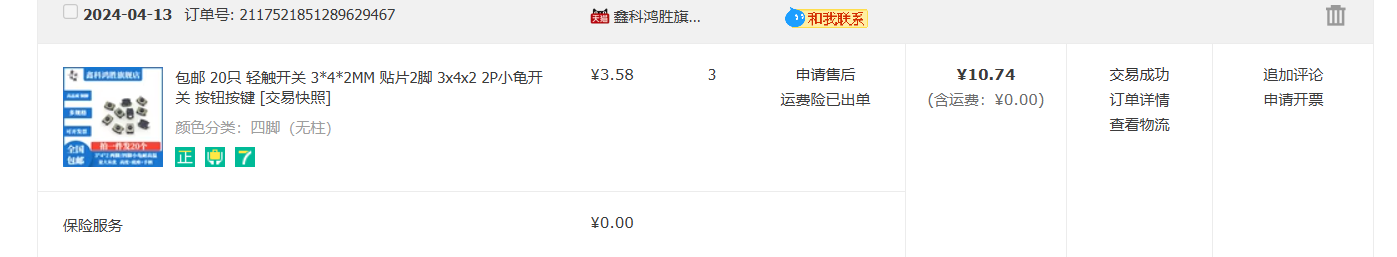 2024-04-13 订单号: 2117521851289629467 天猫 鑫科鸿胜旗... 和我联系
鑫科鸿胜旗舰店
全国
包邮
拍一件发20个
包邮 20只 轻触开关 3*4*2MM 贴片2脚 3x4x2 2P小龟开
关 按钮按键 [交易快照]
颜色分类：四脚（无柱）
正 7
¥3.58
3
申请售后
运费险已出单
¥10.74
(含运费：¥0.00)
交易成功
订单详情
查看物流
追加评论
申请开票
保险服务 ¥0.00